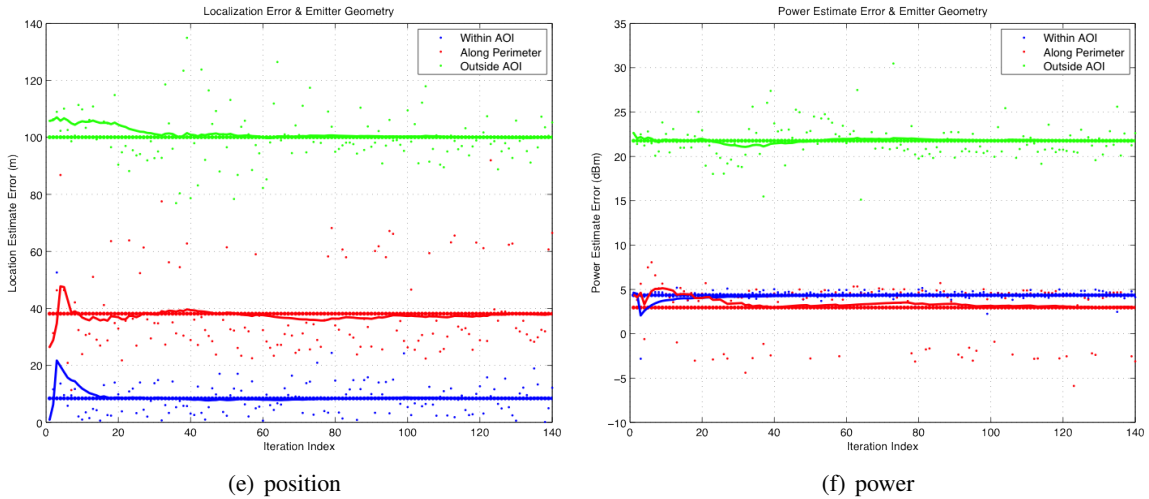 Localization Error & Emitter Geometry
Location Estimate Error (m)
140
120
100
80
60
40
20
0
0 20 40 60 80 100 120 140
Iteration Index
Within AOI
Along Perimeter
Outside AOI
(e) position
Power Estimate Error & Emitter Geometry
Power Estimate Error (dBm)
35
30
25
20
15
10
5
0
−5
−10
0 20 40 60 80 100 120 140
Iteration Index
Within AOI
Along Perimeter
Outside AOI
(f) power